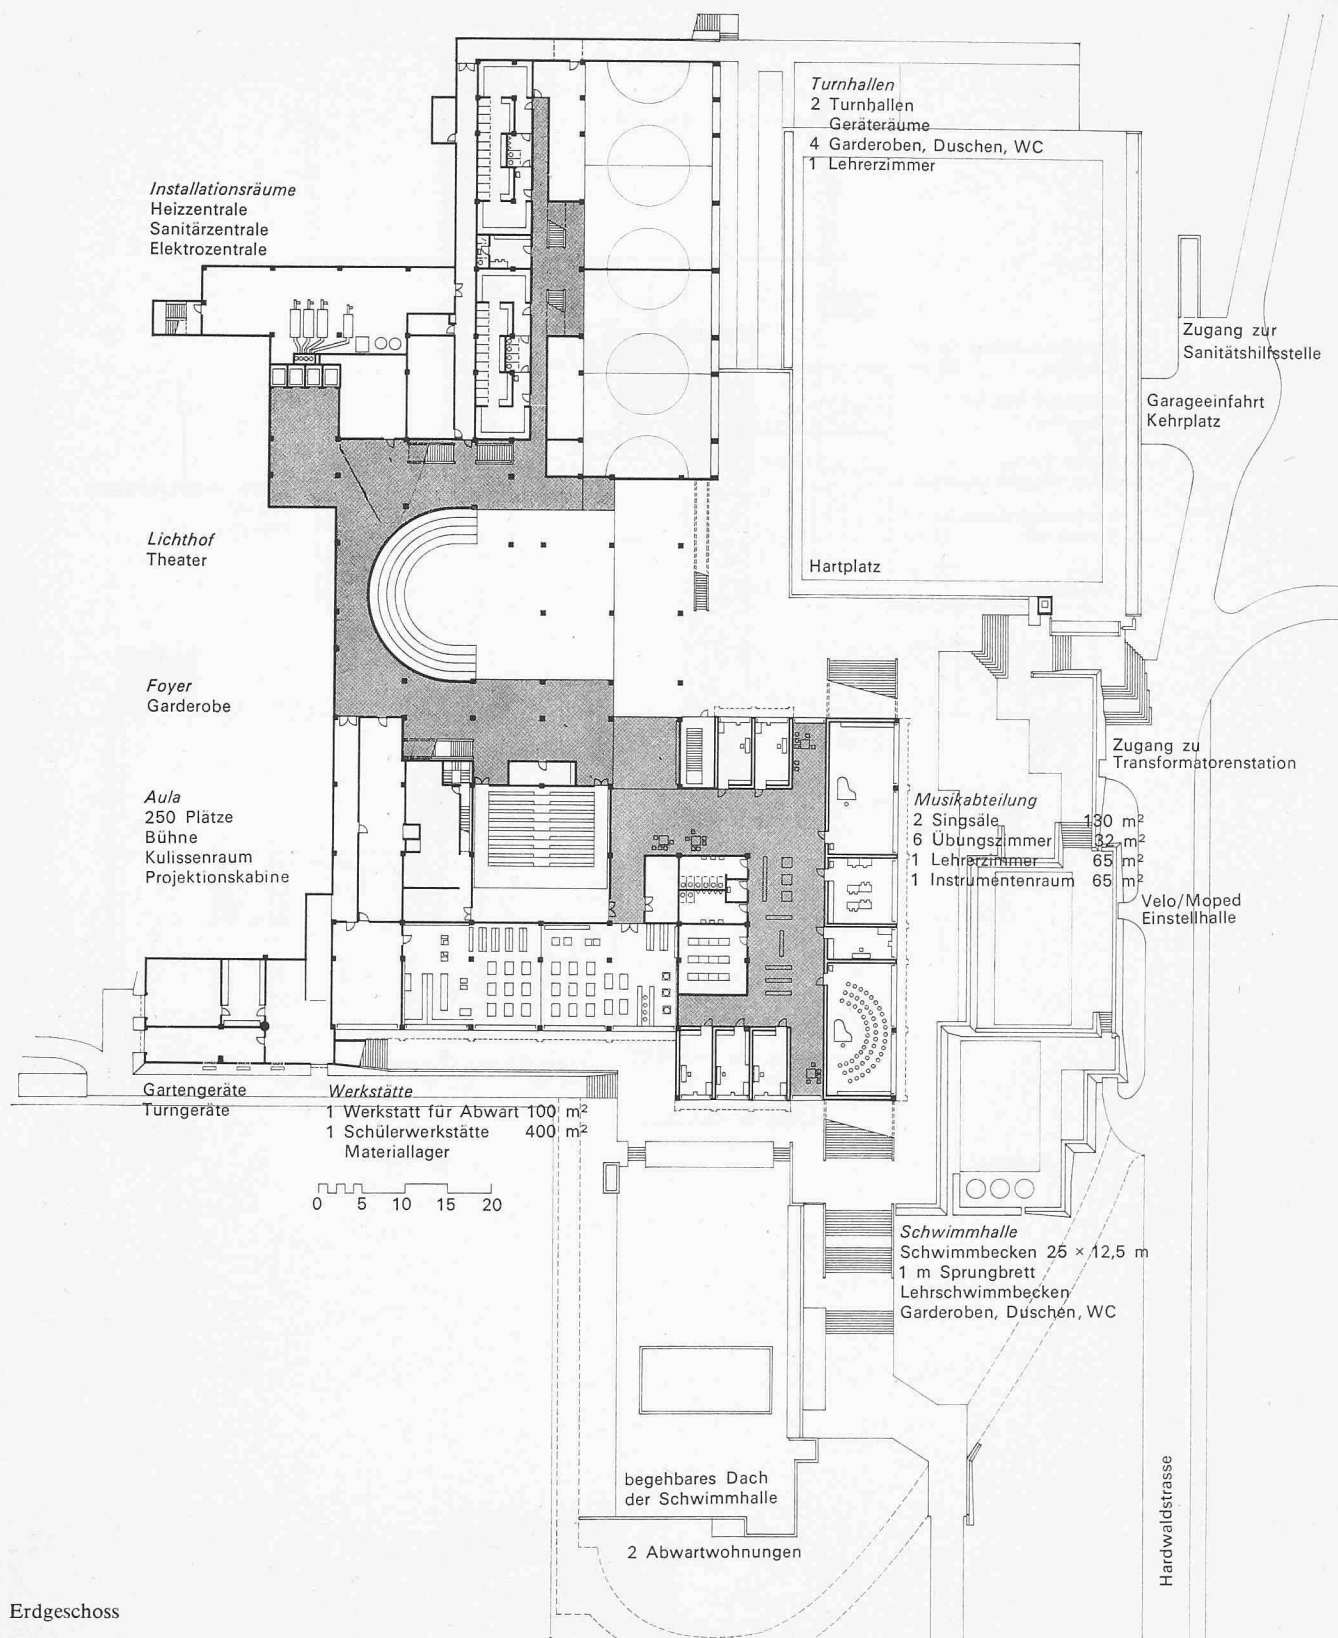 Turnhallen
2 Turnhallen
Geräteräume
4 Garderoben, Duschen, WC
1 Lehrerzimmer
Installationsräume
Heizzentrale
Sanitärzentrale
Elektrozentrale
Zugang zur
Sanitätshilfsstelle
Garageeinfahrt
Kehrplatz
Lichthof
Theater
Hartplatz
Foyer
Garderobe
Zugang zu
Transformatorenstation
Aula
250 Plätze
Bühne
Kulissenraum
Projektionskabine
Musikabteilung
2 Singsäle 130 m²
6 Übungszimmer 32 m²
1 Lehrerzimmer 65 m²
1 Instrumentenraum 65 m²
Velo/Moped
Einstellhalle
Gartengeräte
Turngeräte
Werkstätte
1 Werkstatt für Abwart 100 m²
1 Schülerwerkstätte 400 m²
Materiallager
0 5 10 15 20
Schwimmhalle
Schwimmbecken 25 × 12,5 m
1 m Sprungbrett
Lehrschwimmbecken
Garderoben, Duschen, WC
begehbares Dach
der Schwimmhalle
2 Abwartwohnungen
Hardwaldstrasse
Erdgeschoss